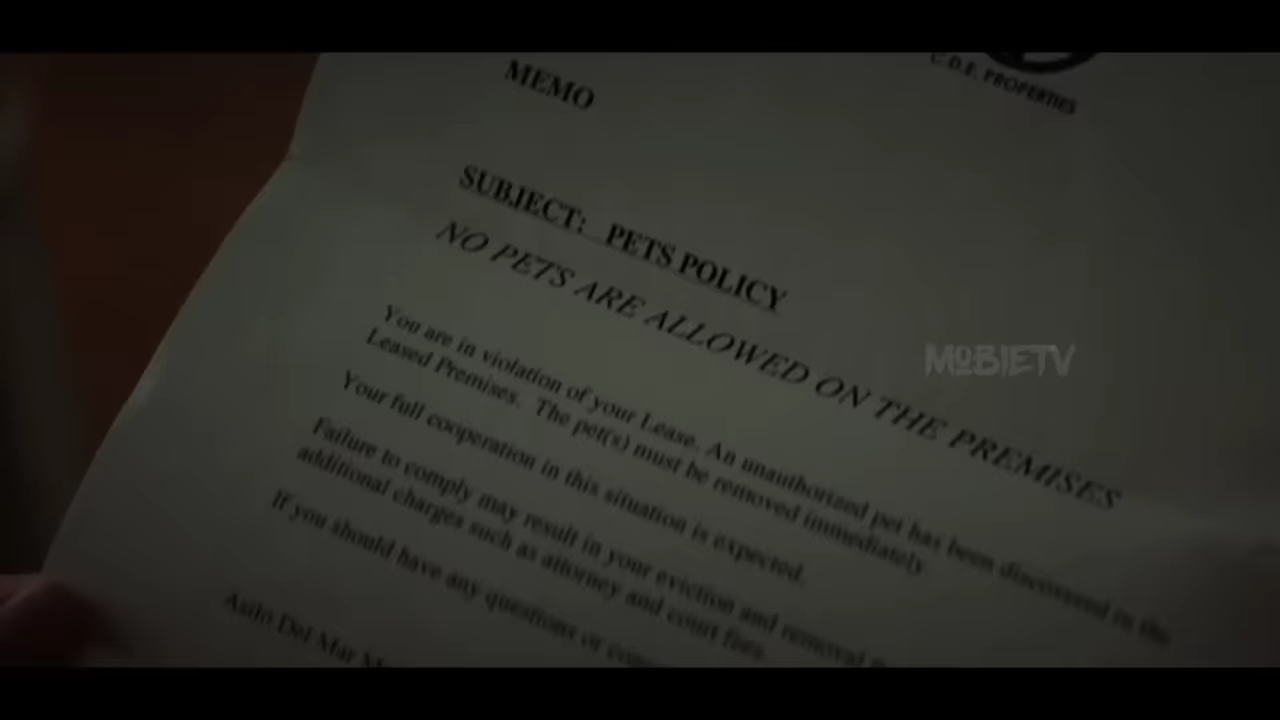 C.D.E. PROPERTIES
MEMO
SUBJECT: PETS POLICY
NO PETS ARE ALLOWED ON THE PREMISES
MOBIETV
You are in violation of your Lease. An unauthorized pet has been discovered in the
Leased Premises. The pet(s) must be removed immediately
Your full cooperation in this situation is expected.
Failure to comply may result in your eviction and removal
additional charges such as attorney and court fees.
If you should have any questions or
Asilo Del Mar